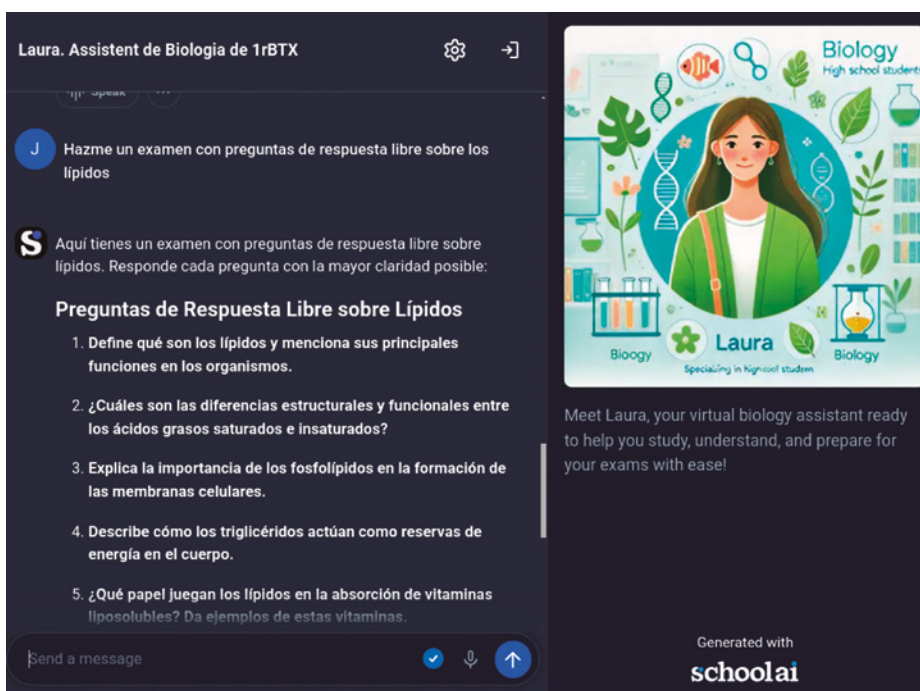 Laura. Assistent de Biologia de 1rBTX
Speak
J
Hazme un examen con preguntas de respuesta libre sobre los
lípidos
S
Aquí tienes un examen con preguntas de respuesta libre sobre
lípidos. Responde cada pregunta con la mayor claridad posible:
Preguntas de Respuesta Libre sobre Lípidos
1. Define qué son los lípidos y menciona sus principales
funciones en los organismos.
2. ¿Cuáles son las diferencias estructurales y funcionales entre
los ácidos grasos saturados e insaturados?
3. Explica la importancia de los fosfolípidos en la formación de
las membranas celulares.
4. Describe cómo los triglicéridos actúan como reservas de
energía en el cuerpo.
5. ¿Qué papel juegan los lípidos en la absorción de vitaminas
liposolubles? Da ejemplos de estas vitaminas.
Send a message
Biology
High school students
Bioogy
Laura
Biology
Meet Laura, your virtual biology assistant ready
to help you study, understand, and prepare for
your exams with ease!
Generated with
schoolai